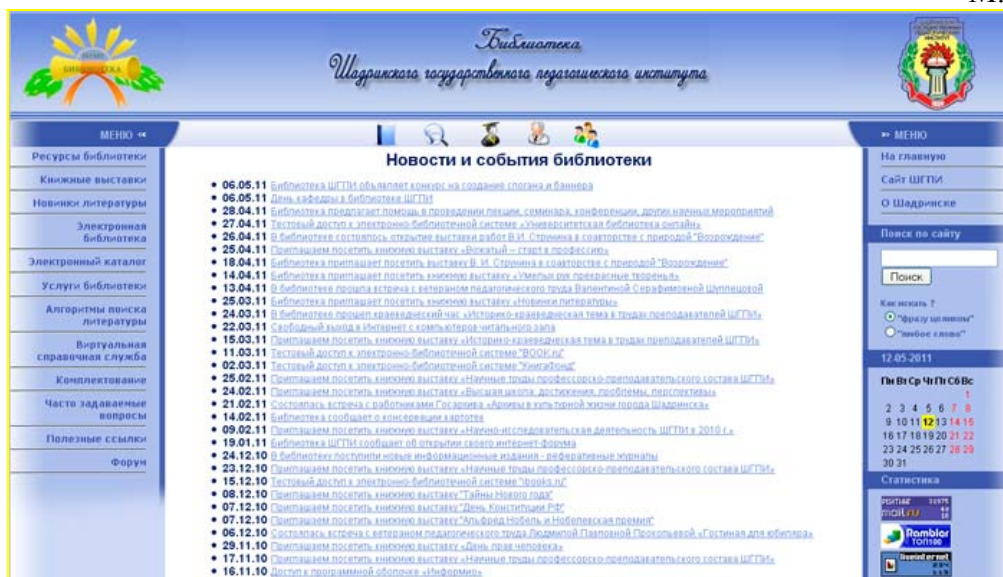 М.
БИБЛИОТЕКА
Библиотека
Шадринскага государственнага педагогическага института
МЕНЮ
Ресурсы библиотеки
Книжные выставки
Новинки литературы
Электронная
библиотека
Электронный каталог
Услуги библиотеки
Алгоритмы поиска
литературы
Виртуальная
справочная служба
Комплектование
Часто задаваемые
вопросы
Полезные ссылки
Форум
Новости и события библиотеки
06.05.11 Библиотека ШГПИ объявляет конкурс на создание слогана и баннера
06.05.11 День кафедры в библиотеке ШГПИ
28.04.11 Библиотека предлагает помощь в проведении лекции, семинара, конференции, других научных мероприятий
27.04.11 Тестовый доступ к электронно-библиотечной системе «Университетская библиотека онлайн»
26.04.11 В библиотеке состоялось открытие выставки работ В.И. Струнина в соавторстве с природой "Возрождение"
25.04.11 Приглашаем посетить книжную выставку «Вожатый – старт в профессию»
18.04.11 Библиотека приглашает посетить выставку В. И. Струнина в соавторстве с природой "Возрождение"
14.04.11 Библиотека приглашает посетить книжную выставку «Умелых рук прекрасные творенья»
13.04.11 В библиотеке прошла встреча с ветераном педагогического труда Валентиной Серафимовной Шуплецовой
25.03.11 Библиотека приглашает посетить книжную выставку «Новинки литературы»
24.03.11 В библиотеке прошел краеведческий час «Историко-краеведческая тема в трудах преподавателей ШГПИ»
22.03.11 Свободный выход в Интернет с компьютеров читального зала
15.03.11 Приглашаем посетить книжную выставку «Историко-краеведческая тема в трудах преподавателей ШГПИ»
11.03.11 Тестовый доступ к электронно-библиотечной системе "BOOK.ru"
02.03.11 Тестовый доступ к электронно-библиотечной системе "КнигаФонд"
25.02.11 Приглашаем посетить книжную выставку «Научные труды профессорско-преподавательского состава ШГПИ»
24.02.11 Приглашаем посетить книжную выставку «Высшая школа: достижения, проблемы, перспективы»
21.02.11 Состоялась встреча с работниками Госархива «Архивы в культурной жизни города Шадринска»
14.02.11 Библиотека сообщает о консервации картотек
09.02.11 Приглашаем посетить книжную выставку «Научно-исследовательская деятельность ШГПИ в 2010 г.»
19.01.11 Библиотека ШГПИ сообщает об открытии своего интернет-форума
24.12.10 В библиотеку поступили новые информационные издания - реферативные журналы
23.12.10 Приглашаем посетить книжную выставку «Научные труды профессорско-преподавательского состава ШГПИ»
15.12.10 Тестовый доступ к электронно-библиотечной системе "ibooks.ru"
08.12.10 Приглашаем посетить книжную выставку "Тайны Нового года"
07.12.10 Приглашаем посетить книжную выставку "День Конституции РФ"
07.12.10 Приглашаем посетить книжную выставку "Альфред Нобель и Нобелевская премия"
06.12.10 Состоялась встреча с ветераном педагогического труда Людмилой Павловной Прокопьевой «Гостиная для юбиляра»
29.11.10 Приглашаем посетить книжную выставку «День прав человека»
17.11.10 Приглашаем посетить книжную выставку «Научные труды профессорско-преподавательского состава ШГПИ»
16.11.10 Доступ к программной оболочке «Информио»
МЕНЮ
На главную
Сайт ШГПИ
О Шадринске
Поиск по сайту
Поиск
Как искать ?
"фразу целиком"
"любое слово"
12-05-2011
Пн Вт Ср Чт Пт Сб Вс
1
2 3 4 5 6 7 8
9 10 11 12 13 14 15
16 17 18 19 20 21 22
23 24 25 26 27 28 29
30 31
Статистика
РЕЙТИНГ
mail.ru
Rambler
ТОП100
liveinternet